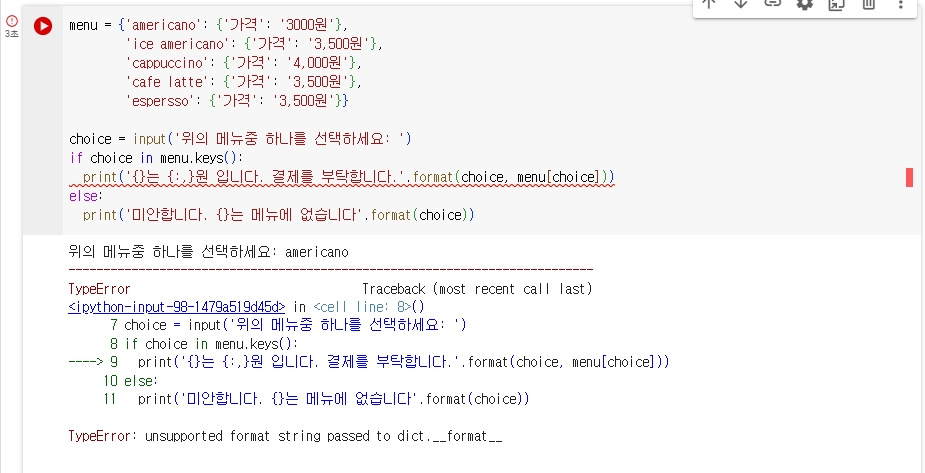 menu = {'americano': {'가격': '3000원'},
'ice americano': {'가격': '3,500원'},
'cappuccino': {'가격': '4,000원'},
'cafe latte': {'가격': '3,500원'},
'espersso': {'가격': '3,500원'}}
3초
choice = input('위의 메뉴중 하나를 선택하세요: ')
if choice in menu.keys():
print('{}는 {:,}원 입니다. 결제를 부탁합니다.'.format(choice, menu[choice]))
else:
print('미안합니다. {}는 메뉴에 없습니다'.format(choice))
위의 메뉴중 하나를 선택하세요: americano
---------------------------------------------------------------------------
TypeError Traceback (most recent call last)
<ipython-input-98-1479a519d45d> in <cell line: 8>()
7 choice = input('위의 메뉴중 하나를 선택하세요: ')
8 if choice in menu.keys():
----> 9 print('{}는 {:,}원 입니다. 결제를 부탁합니다.'.format(choice, menu[choice]))
10 else:
11 print('미안합니다. {}는 메뉴에 없습니다'.format(choice))
TypeError: unsupported format string passed to dict.__format__